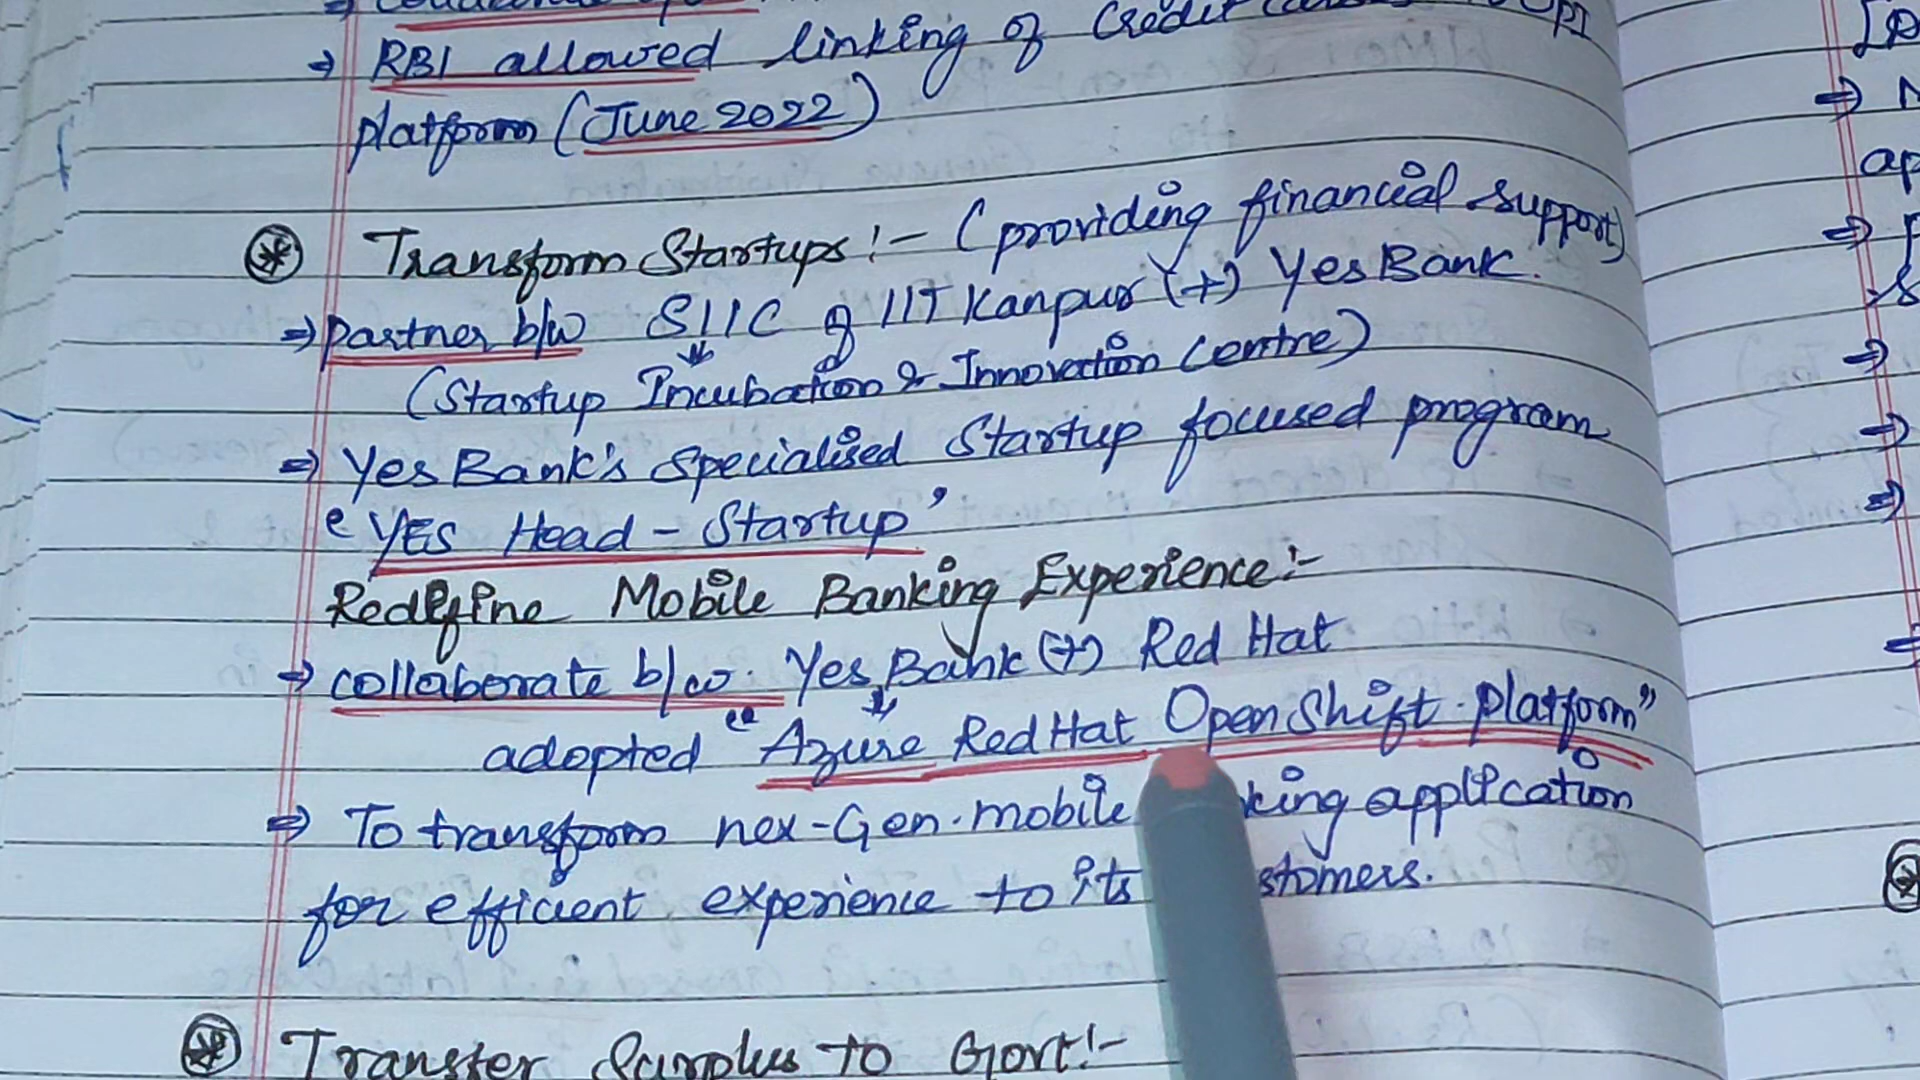 ⇒ RBI allowed linking of Credit UPI
platform (June 2022)
Transform Startups:- (providing financial support)
⇒ partner b/w SIIC of IIT Kanpur (+) Yes Bank.
(Startup Incubation & Innovation Centre)
⇒ Yes Bank's specialised Startup focused program
'YES Head-Startup'
Redefine Mobile Banking Experience:-
⇒ collaborate b/w. Yes Bank (+) Red Hat
adopted "Azure Red Hat OpenShift Platform"
⇒ To transform nex-Gen. mobile king application
for efficient experience to its stomers.
Transfer Surplus To Govt:-